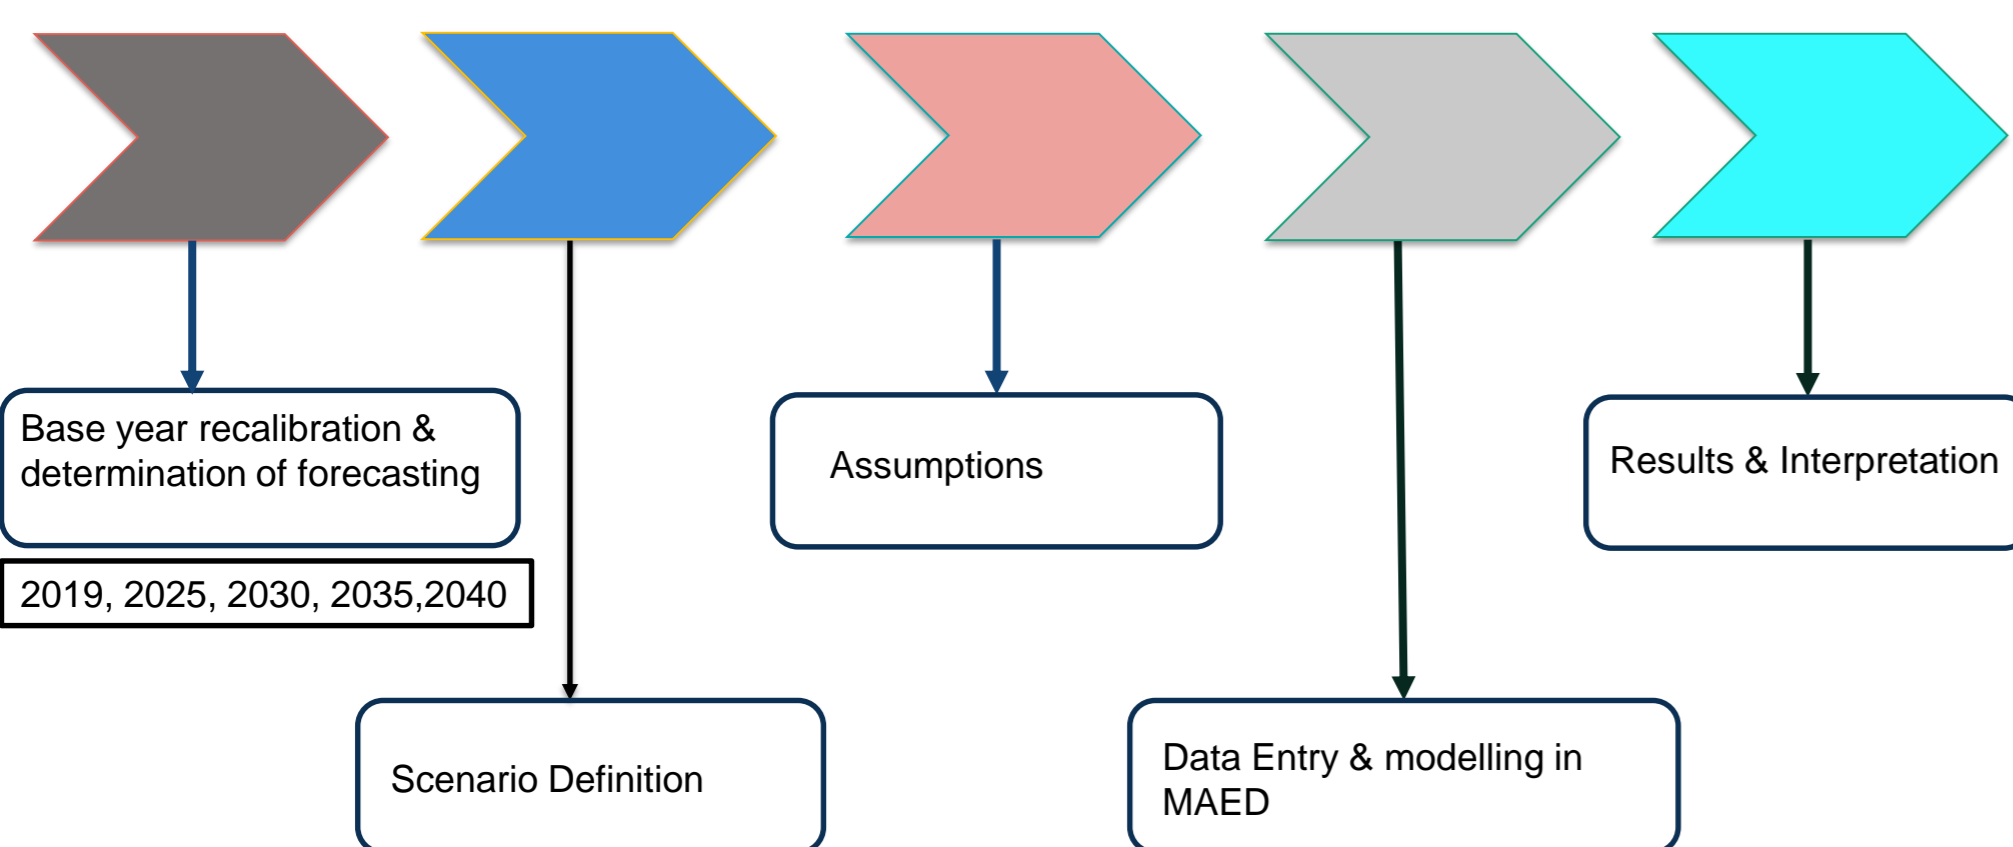 Base year recalibration &
determination of forecasting
2019, 2025, 2030, 2035,2040
Scenario Definition
Assumptions
Data Entry & modelling in
MAED
Results & Interpretation